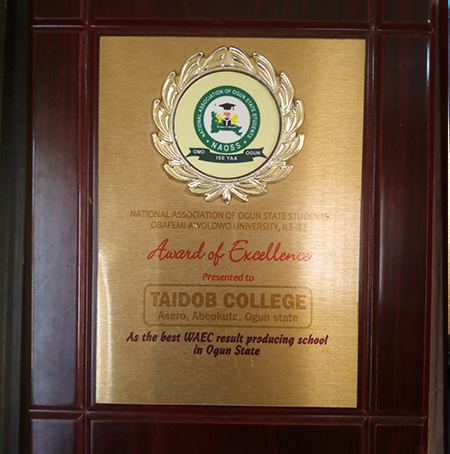 NATIONAL ASSOCIATION OF OGUN STATE STUDENTS
NAOSS
OMO OGUN
ISE YAA
NATIONAL ASSOCIATION OF OGUN STATE STUDENTS
OBAFEMI AWOLOWO UNIVERSITY, ILE-IFE
Award of Excellence
Presented to
TAIDOB COLLEGE
Asero, Abeokuta, Ogun state
As the best WAEC result producing school
in Ogun State